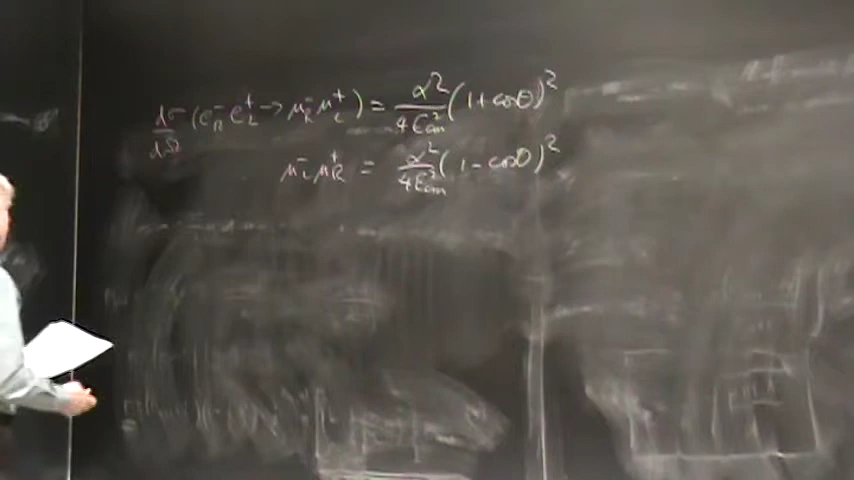 dσ/dΩ (e⁻_R e⁺_L → μ⁻_R μ⁺_L) = α²/4E²_cm (1+cosθ)²
μ⁻_L μ⁺_R = α²/4E²_cm (1-cosθ)²